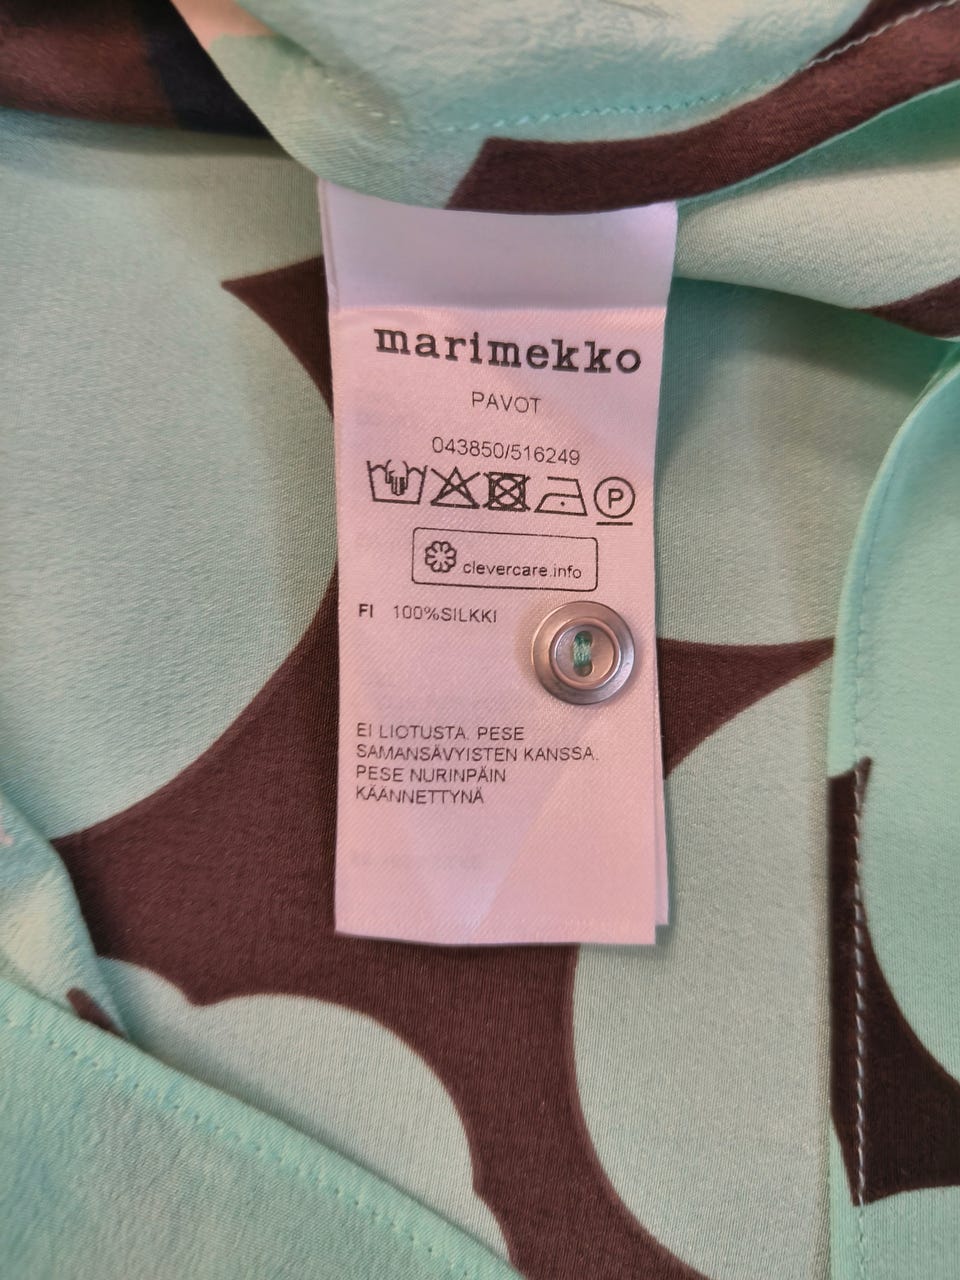 marimekko
PAVOT
043850/516249
P
clevercare.info
FI 100%SILKKI
EI LIOTUSTA. PESE
SAMANSÄVYISTEN KANSSA.
PESE NURINPÄIN
KÄÄNNETTYNÄ